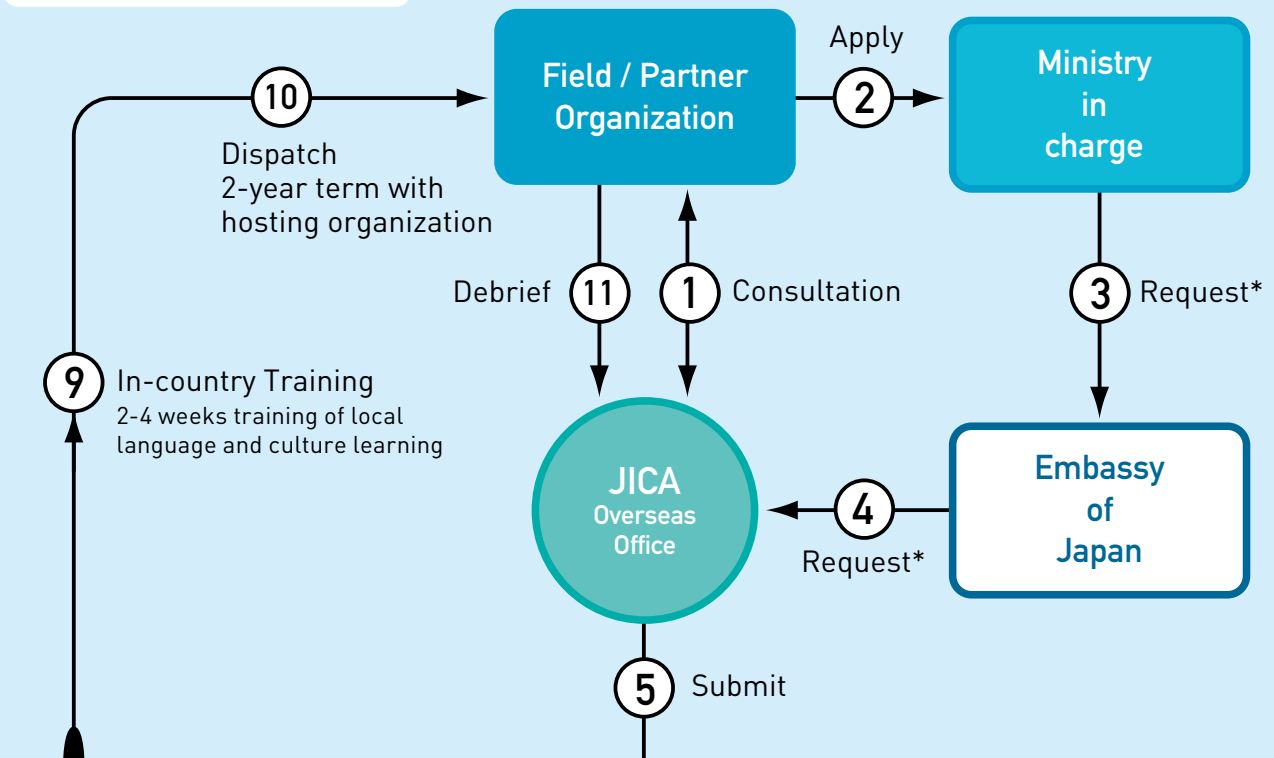 Field / Partner
Organization
2
Apply
Ministry
in
charge
10
Dispatch
2-year term with
hosting organization
Debrief
11
1
Consultation
3
Request*
9
In-country Training
2-4 weeks training of local
language and culture learning
JICA
Overseas
Office
4
Request*
Embassy
of
Japan
5
Submit